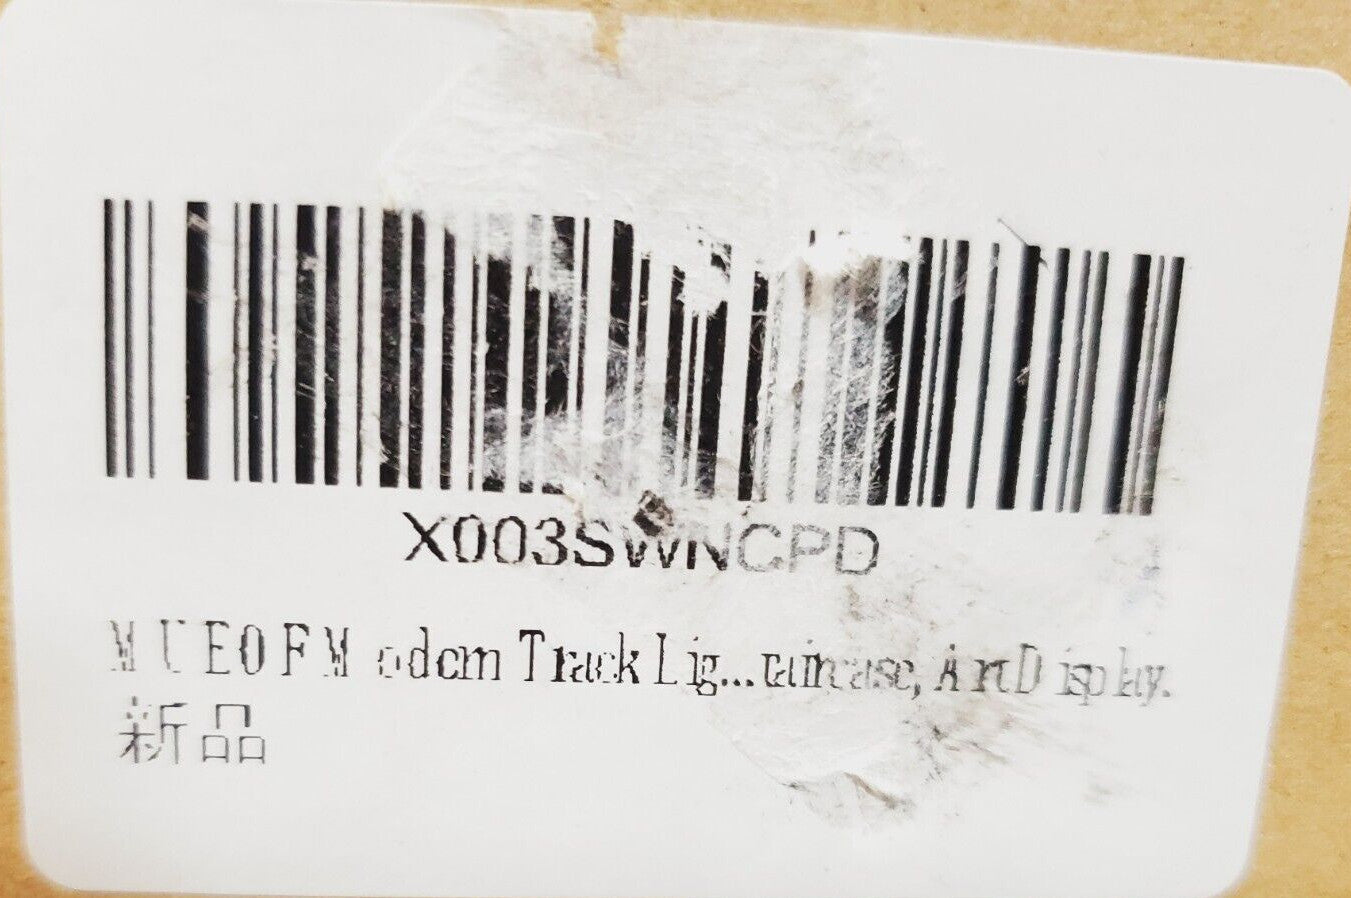 X003SWNCPD
MUEOFM odern Track Lig...taircase, Art Display.
新品